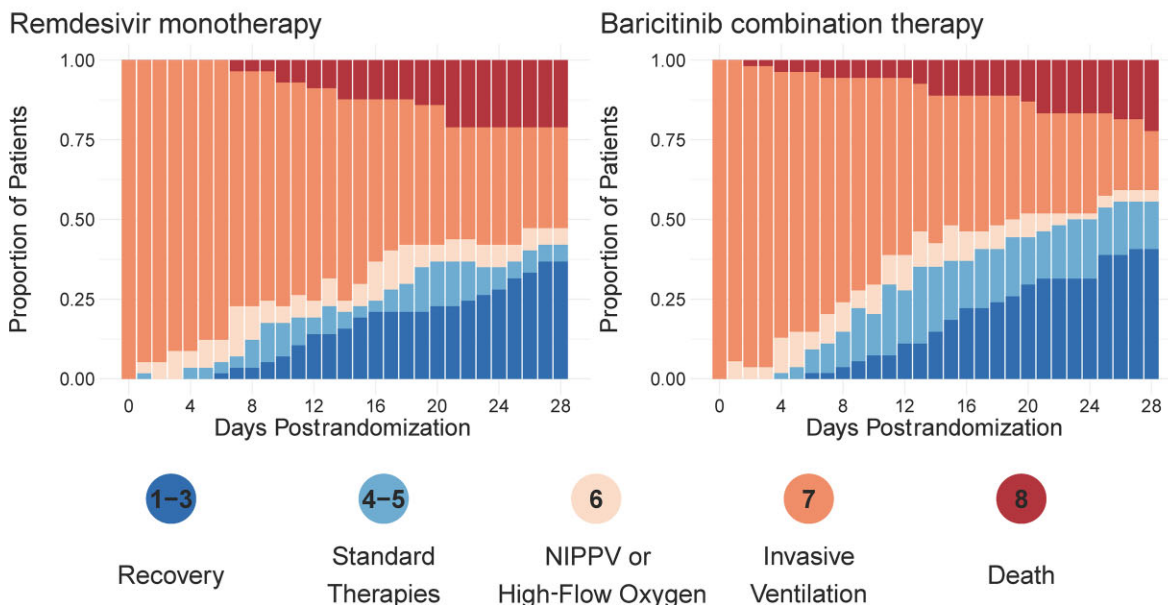 Remdesivir monotherapy
Baricitinib combination therapy
Proportion of Patients
1.00
0.75
0.50
0.25
0.00
0 4 8 12 16 20 24 28
Days Postrandomization
Proportion of Patients
1.00
0.75
0.50
0.25
0.00
0 4 8 12 16 20 24 28
Days Postrandomization
1–3
Recovery
4–5
Standard
Therapies
6
NIPPV or
High-Flow Oxygen
7
Invasive
Ventilation
8
Death